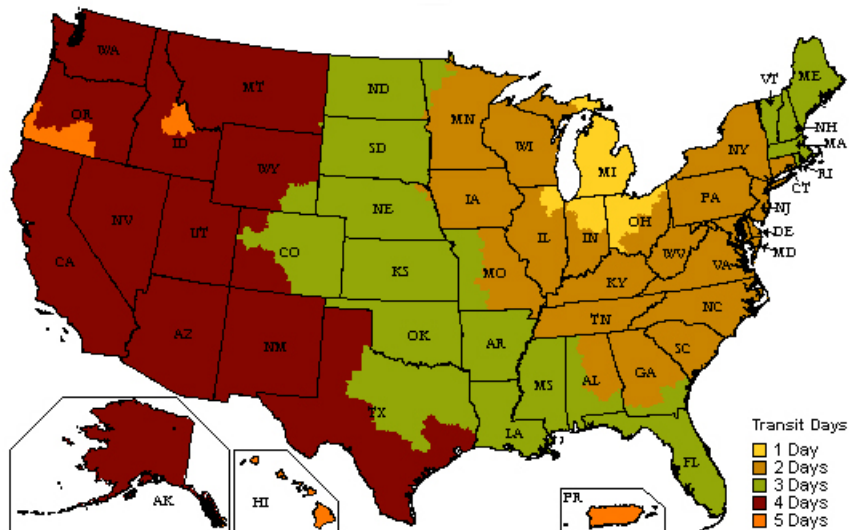 WA
MT
ND
MN
VT
ME
OR
ID
SD
WI
MI
NY
NH
MA
RI
CT
WY
NE
IA
PA
NJ
NV
UT
CO
IL
IN
OH
DE
MD
CA
KS
MO
WV
VA
KY
AZ
NM
OK
AR
TN
NC
SC
MS
AL
GA
TX
LA
FL
AK
HI
PR
Transit Days
1 Day
2 Days
3 Days
4 Days
5 Days